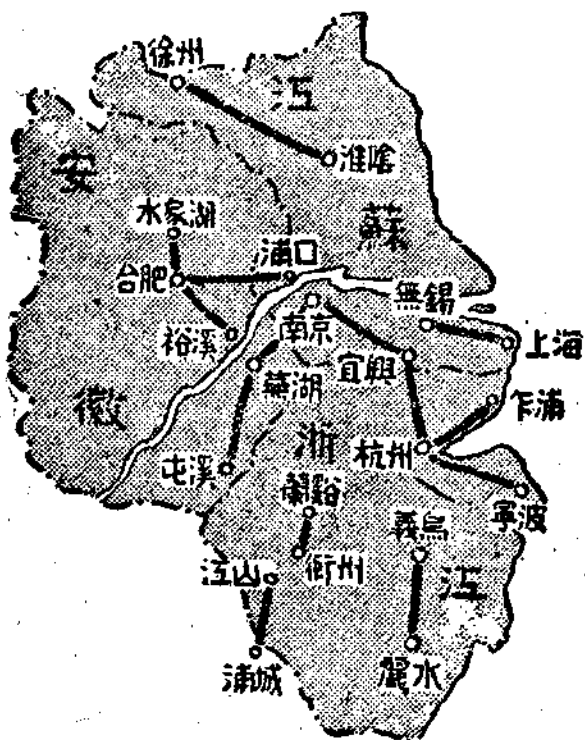 徐州
江
淮陰
安
水家湖
蘇
浦口
合肥
無錫
裕溪
南京
上海
宜興
蕪湖
乍浦
徽
浙
杭州
屯溪
蘭谿
寧波
義烏
江山
衢州
江
浦城
麗水